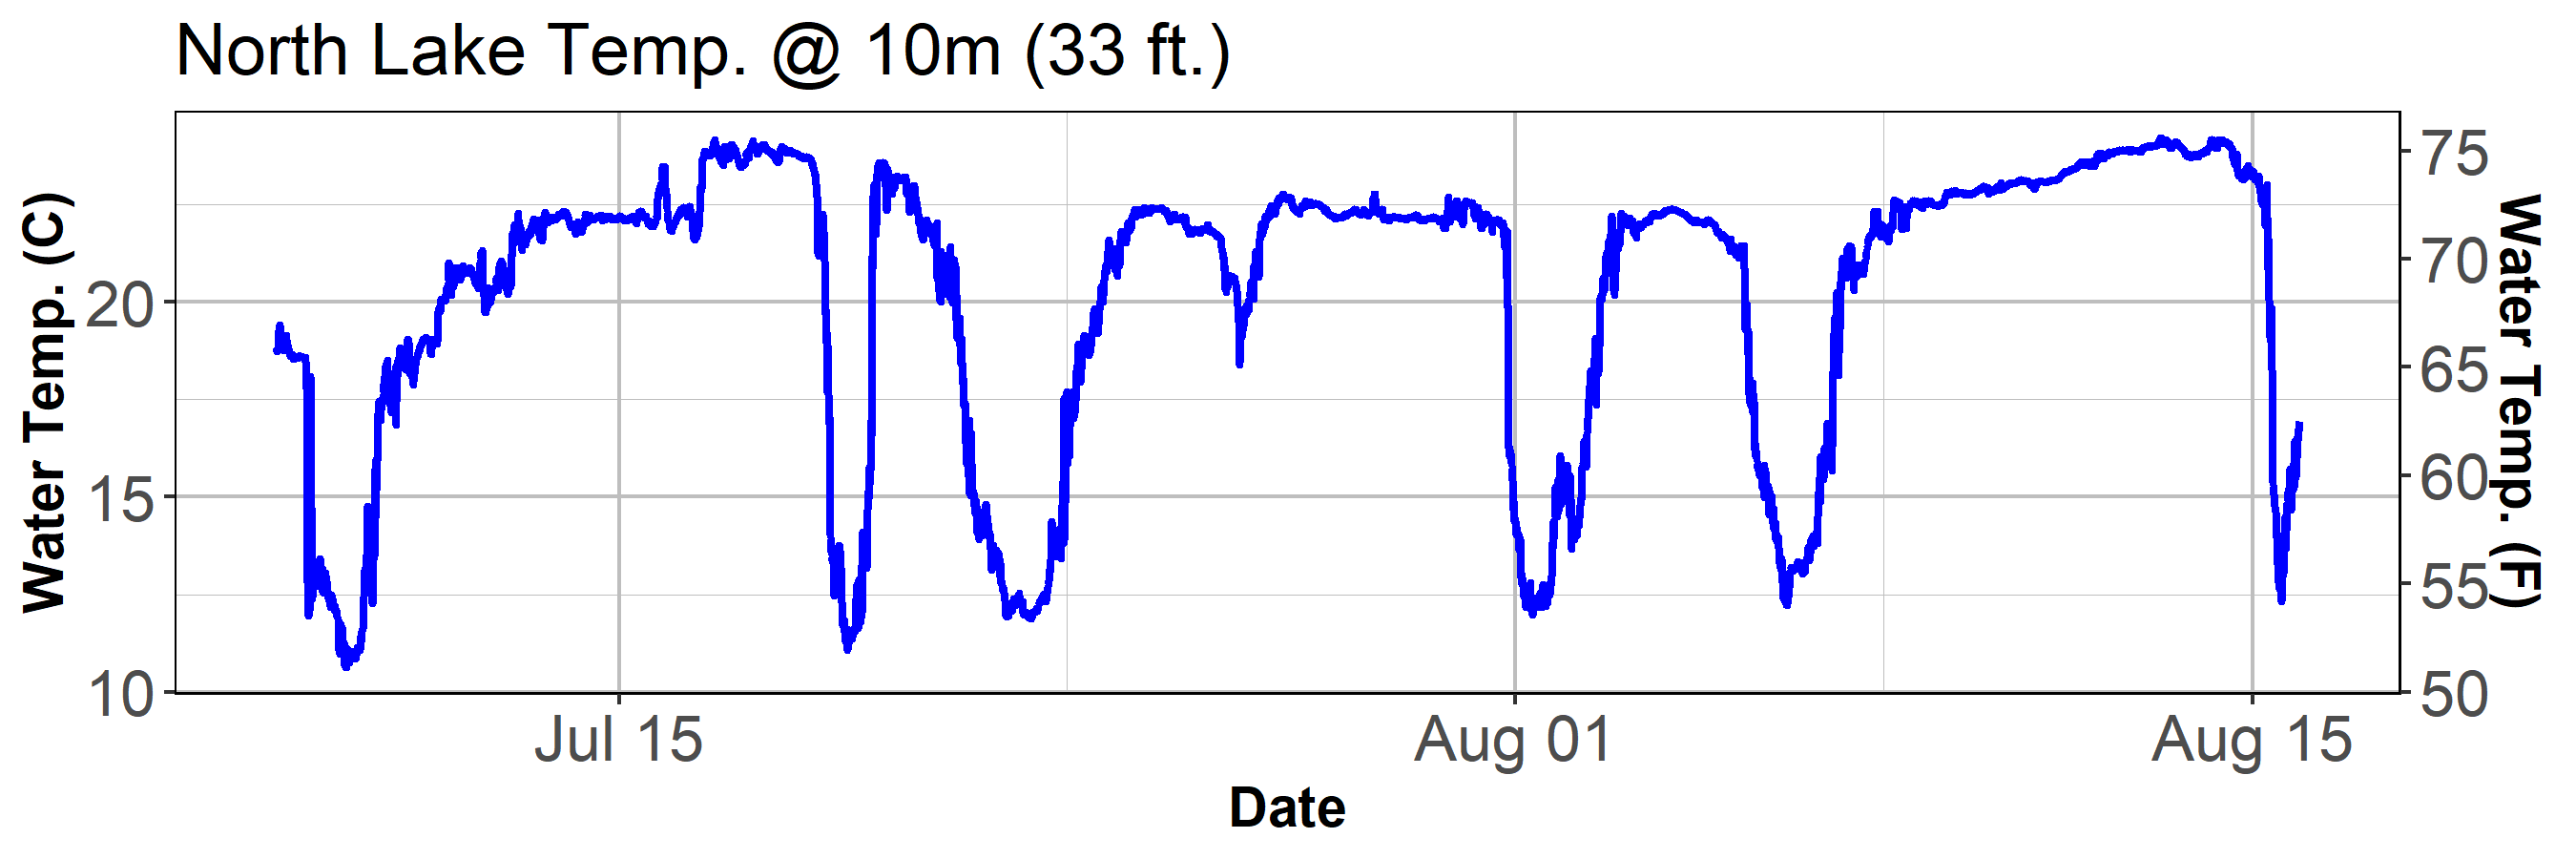 North Lake Temp. @ 10m (33 ft.)
Water Temp. (C)
20
15
10
75
70
65
60
55
50
Water Temp. (F)
Jul 15
Aug 01
Aug 15
Date